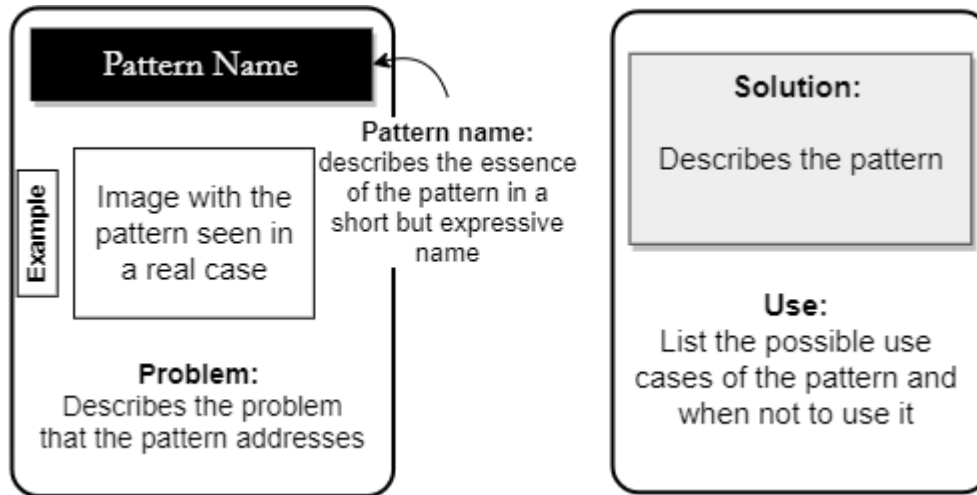 Pattern Name
Pattern name:
describes the essence
of the pattern in a
short but expressive
name
Example
Image with the
pattern seen in
a real case
Problem:
Describes the problem
that the pattern addresses
Solution:
Describes the pattern
Use:
List the possible use
cases of the pattern and
when not to use it